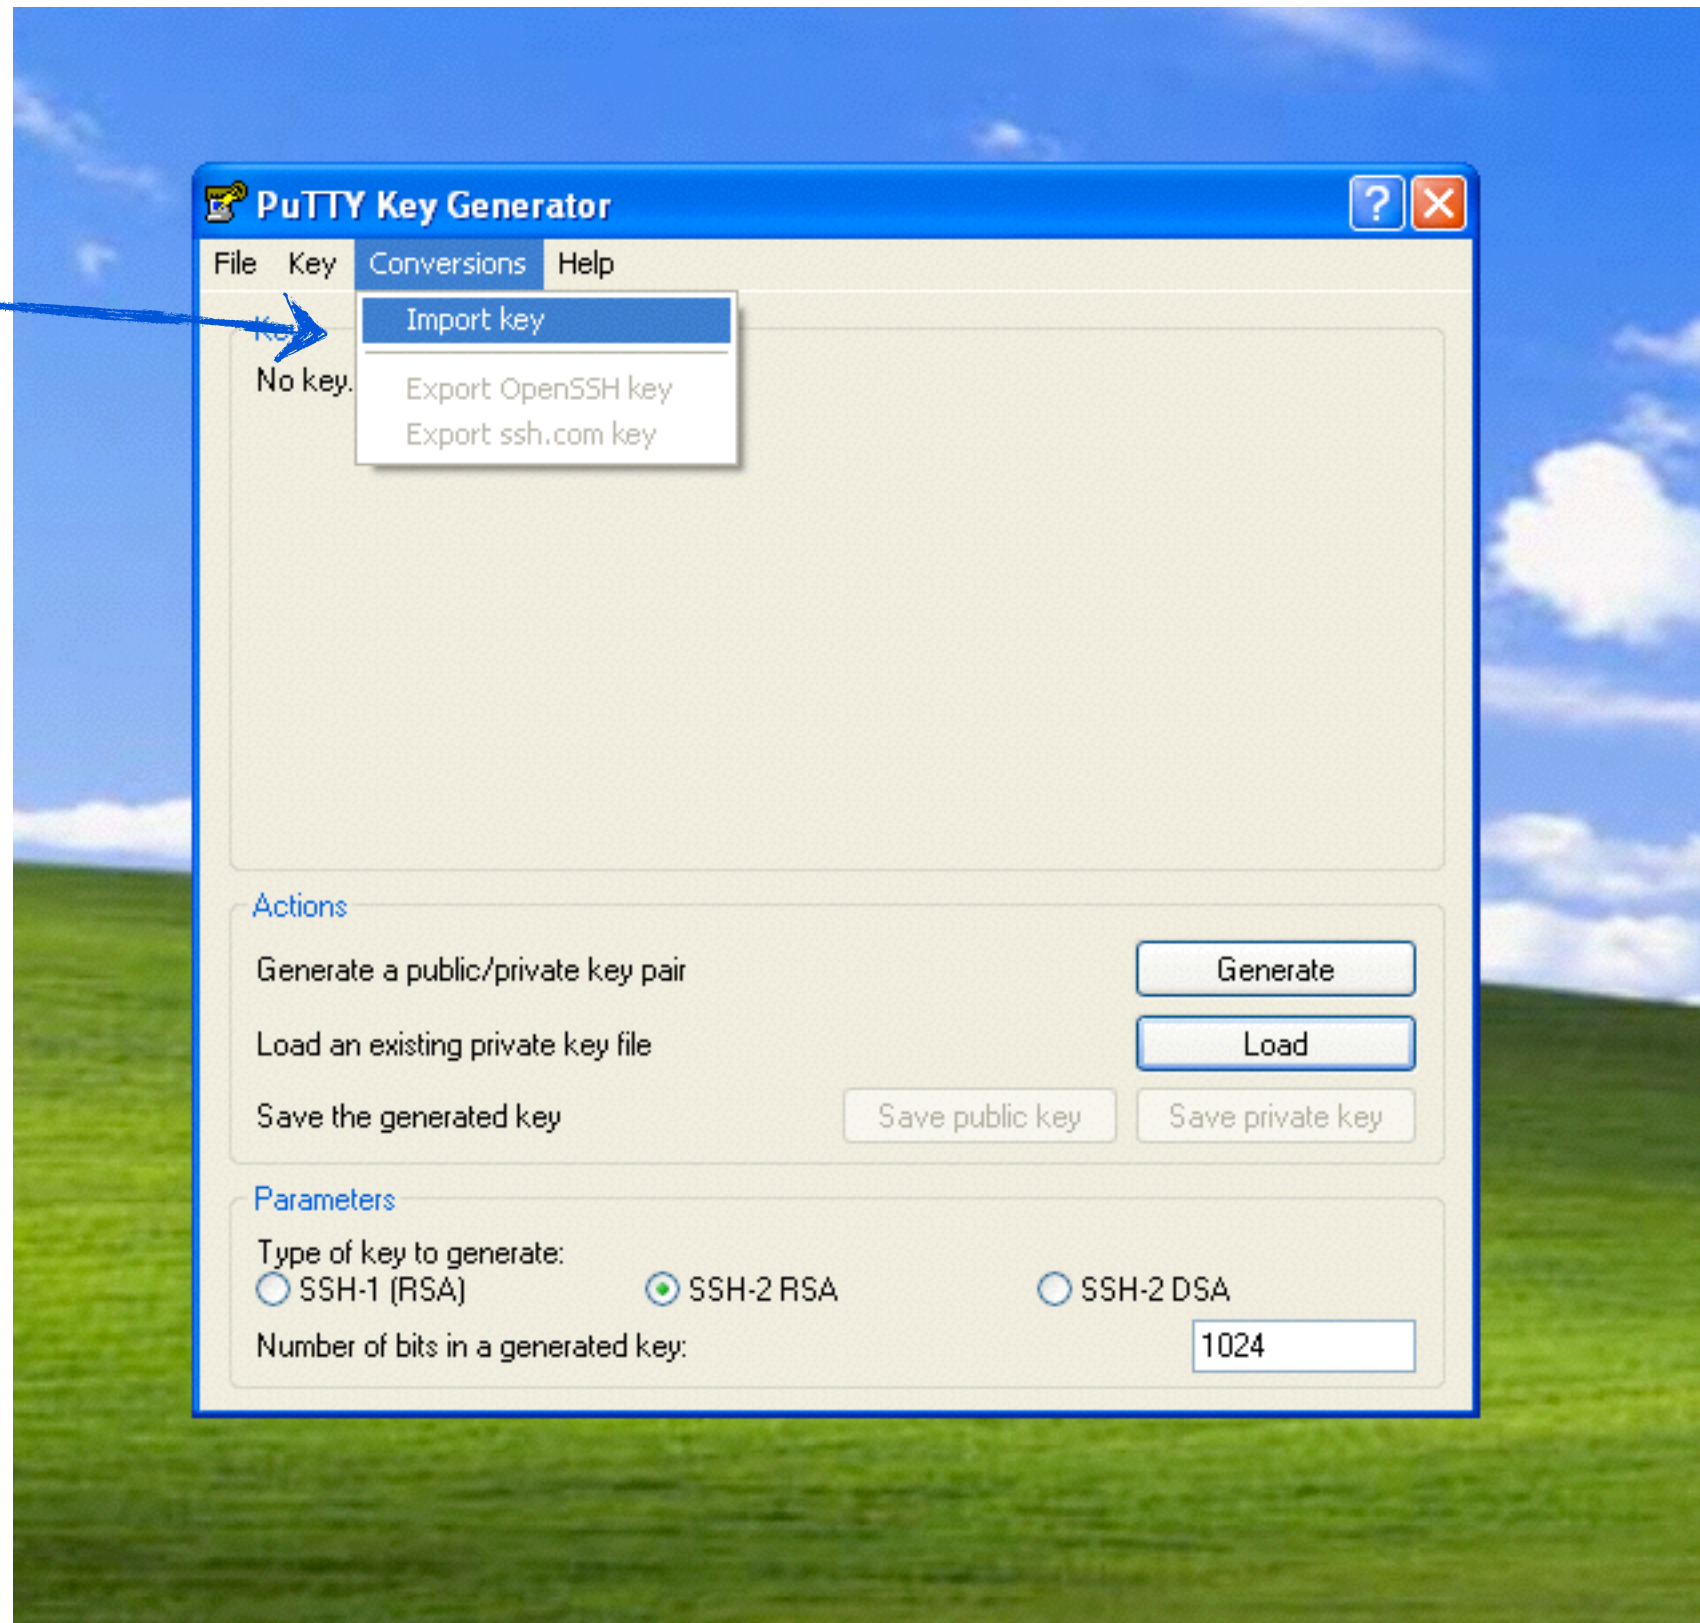 PuTTY Key Generator
File Key Conversions Help
Import key
No key.
Export OpenSSH key
Export ssh.com key
Actions
Generate a public/private key pair Generate
Load an existing private key file Load
Save the generated key Save public key Save private key
Parameters
Type of key to generate:
SSH-1 (RSA) SSH-2 RSA SSH-2 DSA
Number of bits in a generated key: 1024